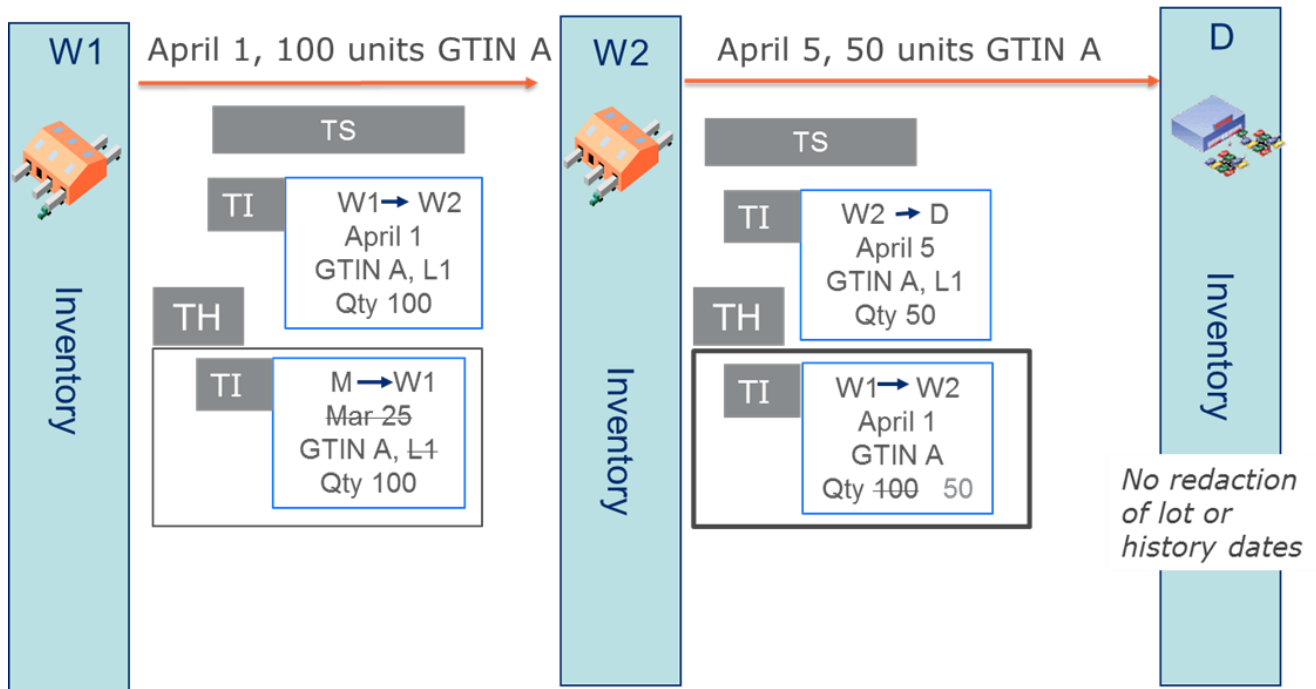 W1
April 1, 100 units GTIN A
W2
April 5, 50 units GTIN A
D
TS
TS
TI
W1 → W2
April 1
GTIN A, L1
Qty 100
TI
W2 → D
April 5
GTIN A, L1
Qty 50
TH
TH
TI
M → W1
Mar 25
GTIN A, L1
Qty 100
TI
W1 → W2
April 1
GTIN A
Qty 100 50
Inventory
Inventory
Inventory
No redaction
of lot or
history dates